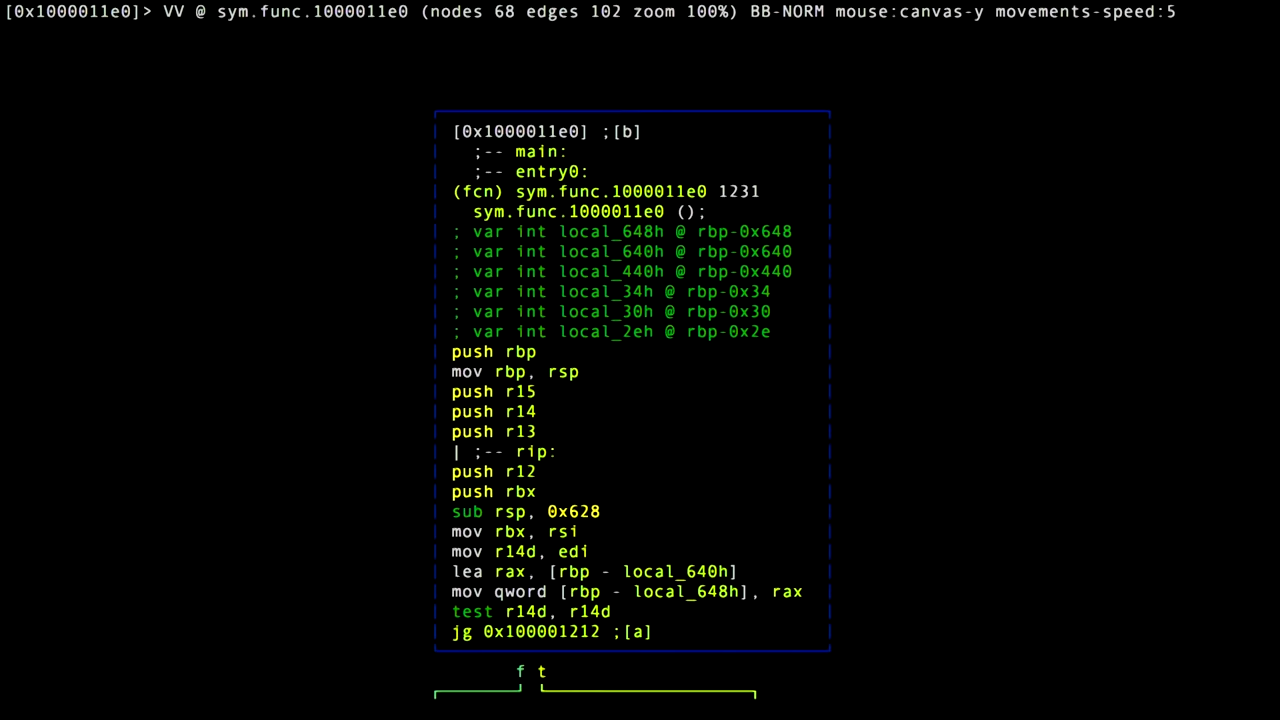 [0x1000011e0]> VV @ sym.func.1000011e0 (nodes 68 edges 102 zoom 100%) BB-NORM mouse:canvas-y movements-speed:5
[0x1000011e0] ;[b]
;-- main:
;-- entry0:
(fcn) sym.func.1000011e0 1231
sym.func.1000011e0 ();
; var int local_648h @ rbp-0x648
; var int local_640h @ rbp-0x640
; var int local_440h @ rbp-0x440
; var int local_34h @ rbp-0x34
; var int local_30h @ rbp-0x30
; var int local_2eh @ rbp-0x2e
push rbp
mov rbp, rsp
push r15
push r14
push r13
| ;-- rip:
push r12
push rbx
sub rsp, 0x628
mov rbx, rsi
mov r14d, edi
lea rax, [rbp - local_640h]
mov qword [rbp - local_648h], rax
test r14d, r14d
jg 0x100001212 ;[a]
f t